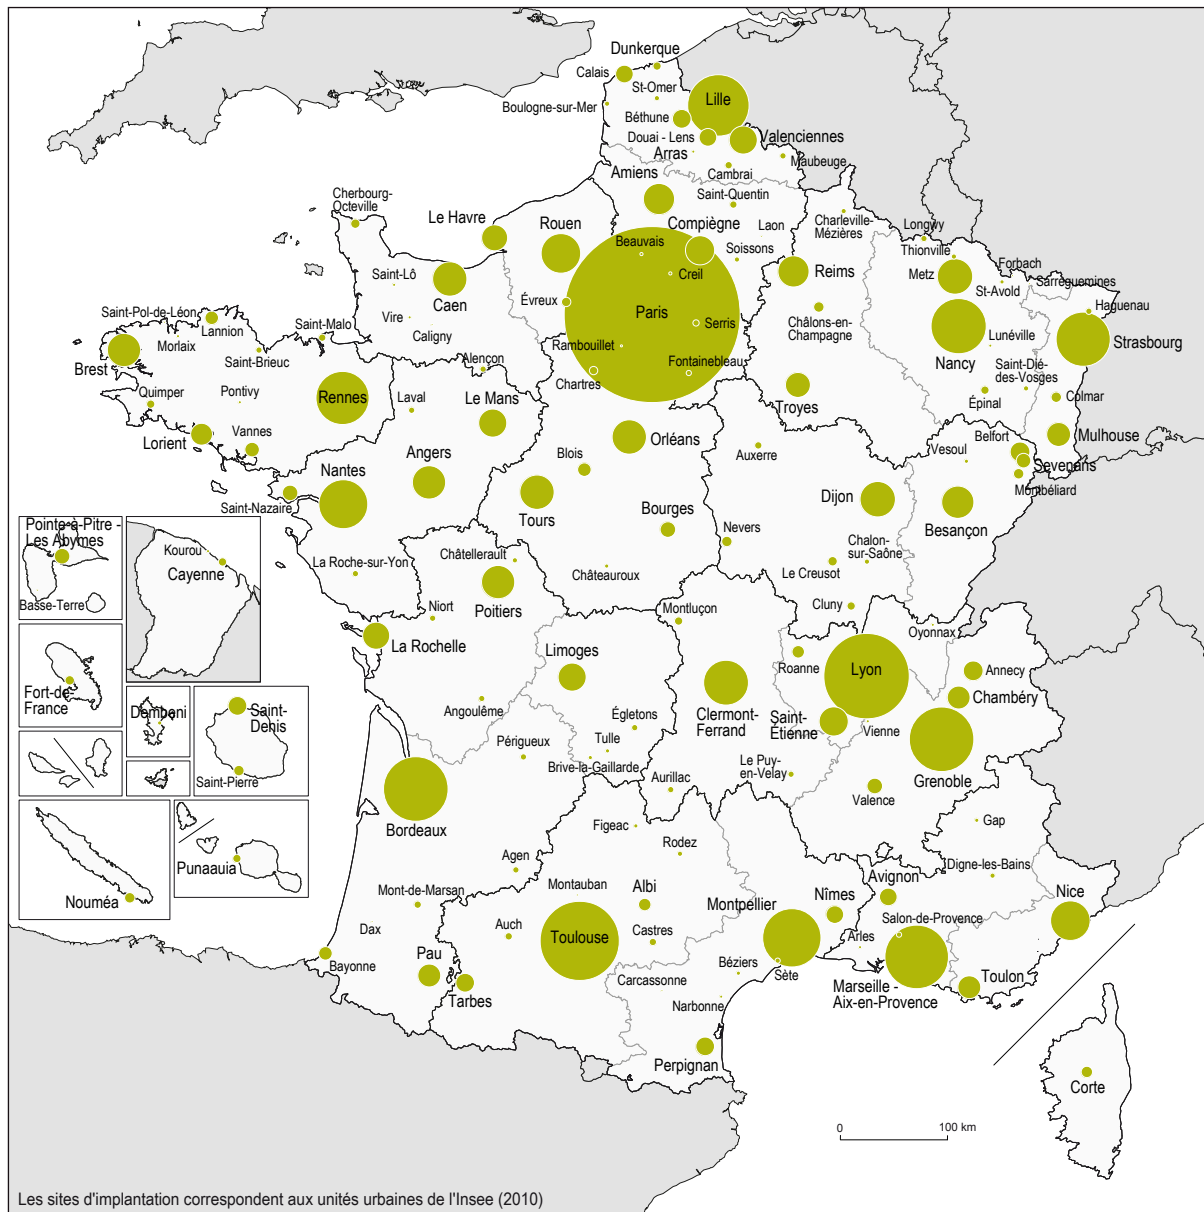 Dunkerque
Calais
St-Omer
Boulogne-sur-Mer
Lille
Béthune
Douai - Lens
Valenciennes
Arras
Maubeuge
Cambrai
Amiens
Saint-Quentin
Cherbourg-
Octeville
Le Havre
Rouen
Compiègne
Laon
Charleville-
Mézières
Longwy
Beauvais
Soissons
Thionville
Forbach
Saint-Lô
Creil
Reims
Metz
Sarreguemines
St-Avold
Caen
Évreux
Haguenau
Saint-Pol-de-Léon
Lannion
Saint-Malo
Vire
Caligny
Paris
Serris
Châlons-en-
Champagne
Nancy
Lunéville
Strasbourg
Morlaix
Rambouillet
Brest
Saint-Brieuc
Alençon
Fontainebleau
Saint-Dié-
des-Vosges
Chartres
Quimper
Pontivy
Rennes
Laval
Le Mans
Troyes
Épinal
Colmar
Lorient
Vannes
Orléans
Mulhouse
Nantes
Angers
Blois
Auxerre
Vesoul
Belfort
Sevenans
Montbéliard
Saint-Nazaire
Tours
Bourges
Dijon
Besançon
Pointe-à-Pitre -
Les Abymes
Kourou
Cayenne
Nevers
Chalon-
sur-Saône
Châtellerault
La Roche-sur-Yon
Châteauroux
Le Creusot
Basse-Terre
Poitiers
Niort
Montluçon
Cluny
Oyonnax
La Rochelle
Limoges
Roanne
Lyon
Annecy
Fort-de-
France
Chambéry
Dembeni
Saint-
Denis
Angoulême
Égletons
Clermont-
Ferrand
Saint-
Étienne
Vienne
Périgueux
Tulle
Grenoble
Brive-la-Gaillarde
Le Puy-
en-Velay
Saint-Pierre
Aurillac
Valence
Bordeaux
Figeac
Gap
Rodez
Punaauia
Agen
Digne-les-Bains
Avignon
Nouméa
Mont-de-Marsan
Montauban
Albi
Nîmes
Nice
Montpellier
Dax
Auch
Toulouse
Castres
Salon-de-Provence
Arles
Bayonne
Pau
Béziers
Sète
Tarbes
Carcassonne
Marseille -
Aix-en-Provence
Toulon
Narbonne
Perpignan
Corte
0
100 km
Les sites d'implantation correspondent aux unités urbaines de l'Insee (2010)